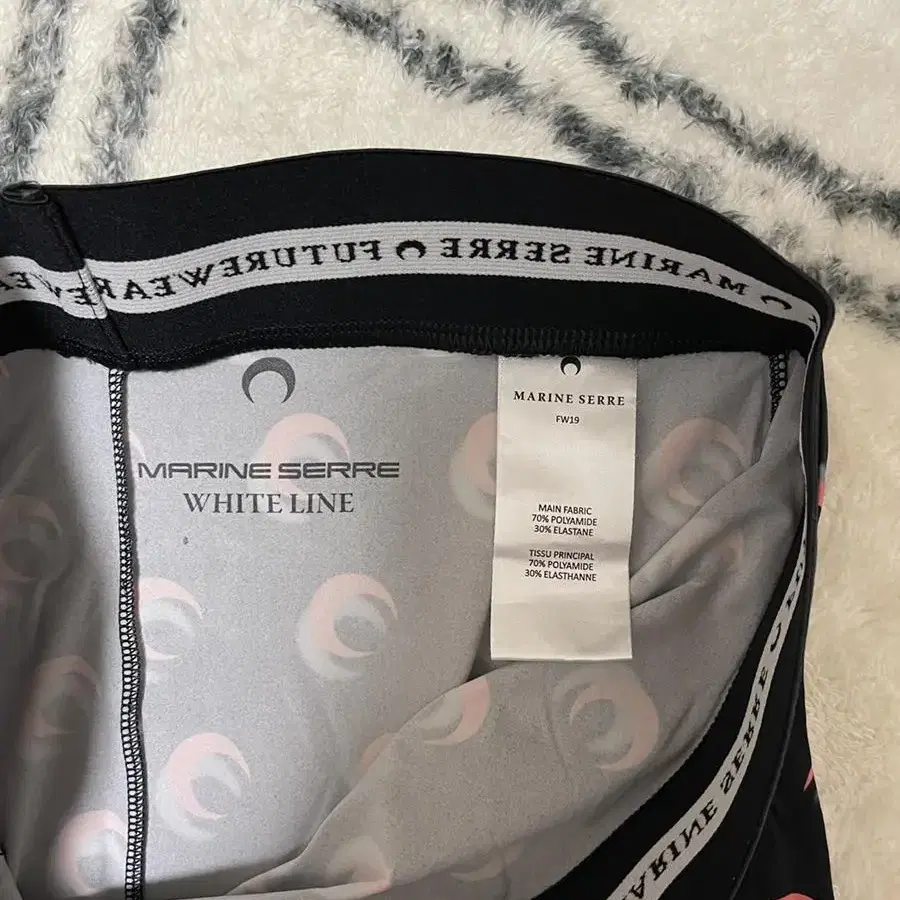 MARINE SERRE FUTUREWEAR
MARINE SERRE
WHITE LINE
MARINE SERRE
FW19
MAIN FABRIC
70% POLYAMIDE
30% ELASTANE
TISSU PRINCIPAL
70% POLYAMIDE
30% ELASTHANNE
MARINE SERRE